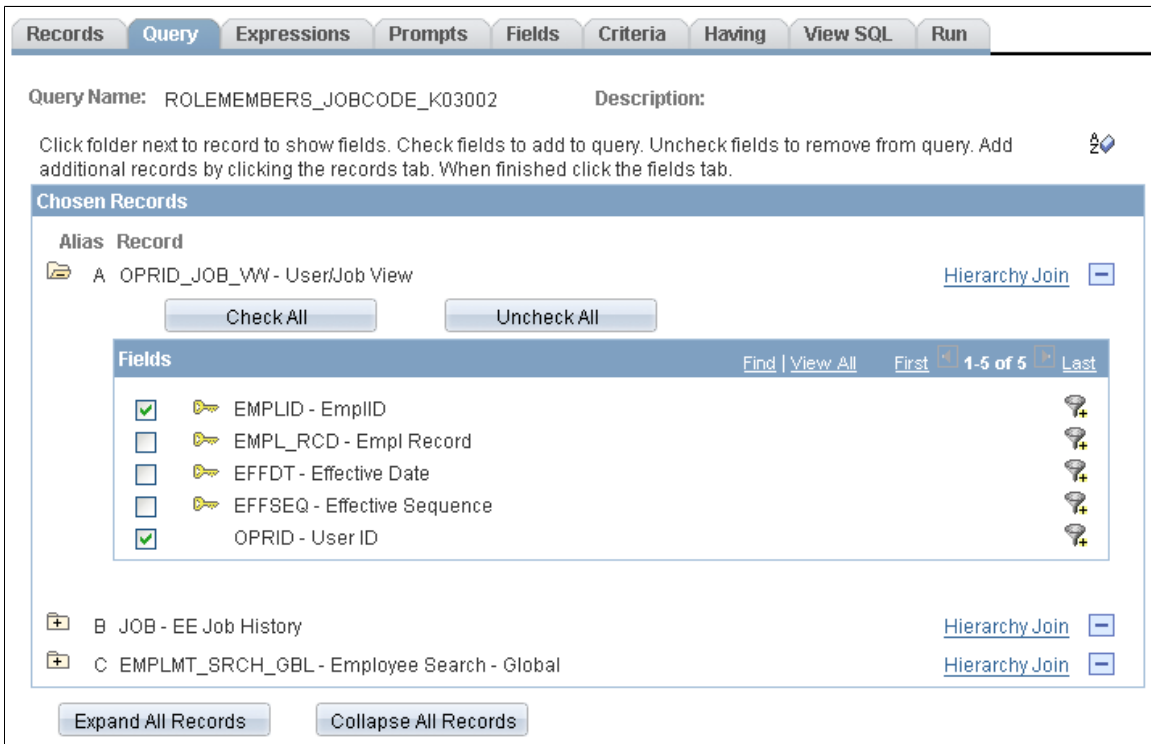 Records Query Expressions Prompts Fields Criteria Having View SQL Run
Query Name: ROLEMEMBERS_JOBCODE_K03002 Description:
Click folder next to record to show fields. Check fields to add to query. Uncheck fields to remove from query. Add
additional records by clicking the records tab. When finished click the fields tab.
Chosen Records
Alias Record
A OPRID_JOB_VW - User/Job View Hierarchy Join
Check All Uncheck All
Fields Find | View All First 1-5 of 5 Last
EMPLID - EmplID
EMPL_RCD - Empl Record
EFFDT - Effective Date
EFFSEQ - Effective Sequence
OPRID - User ID
B JOB - EE Job History Hierarchy Join
C EMPLMT_SRCH_GBL - Employee Search - Global Hierarchy Join
Expand All Records Collapse All Records